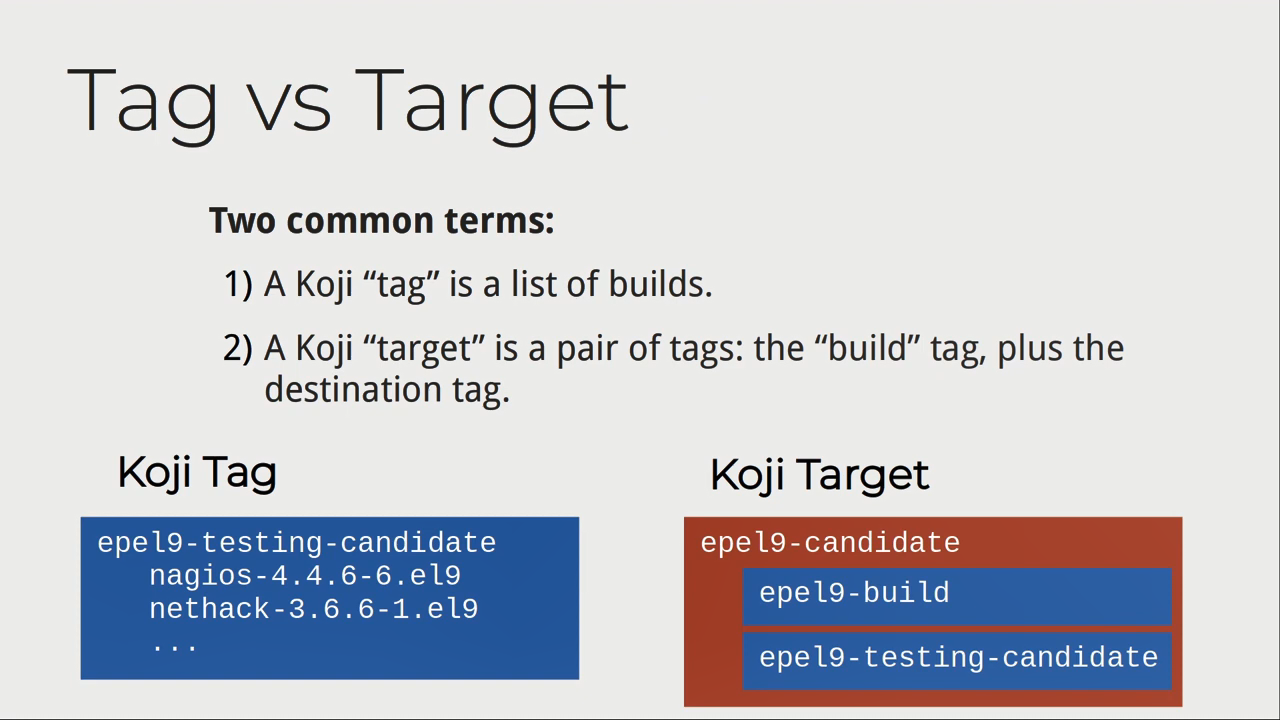 Tag vs Target
Two common terms:
1) A Koji “tag” is a list of builds.
2) A Koji “target” is a pair of tags: the “build” tag, plus the
destination tag.
Koji Tag
epel9-testing-candidate
nagios-4.4.6-6.el9
nethack-3.6.6-1.el9
...
Koji Target
epel9-candidate
epel9-build
epel9-testing-candidate